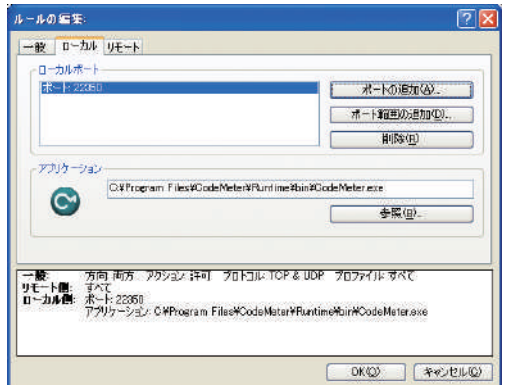 ルールの編集:
一般 ローカル リモート
ローカルポート
ポート: 22350
ポートの追加(A)...
ポート範囲の追加(D)...
削除(R)
アプリケーション
C:¥Program Files¥CodeMeter¥Runtime¥bin¥CodeMeter.exe
参照(B)...
一般: 方向: 両方 アクション: 許可 プロトコル: TCP & UDP プロファイル: すべて
リモート側: すべて
ローカル側: ポート: 22350
アプリケーション: C:¥Program Files¥CodeMeter¥Runtime¥bin¥CodeMeter.exe
OK(O) キャンセル(C)